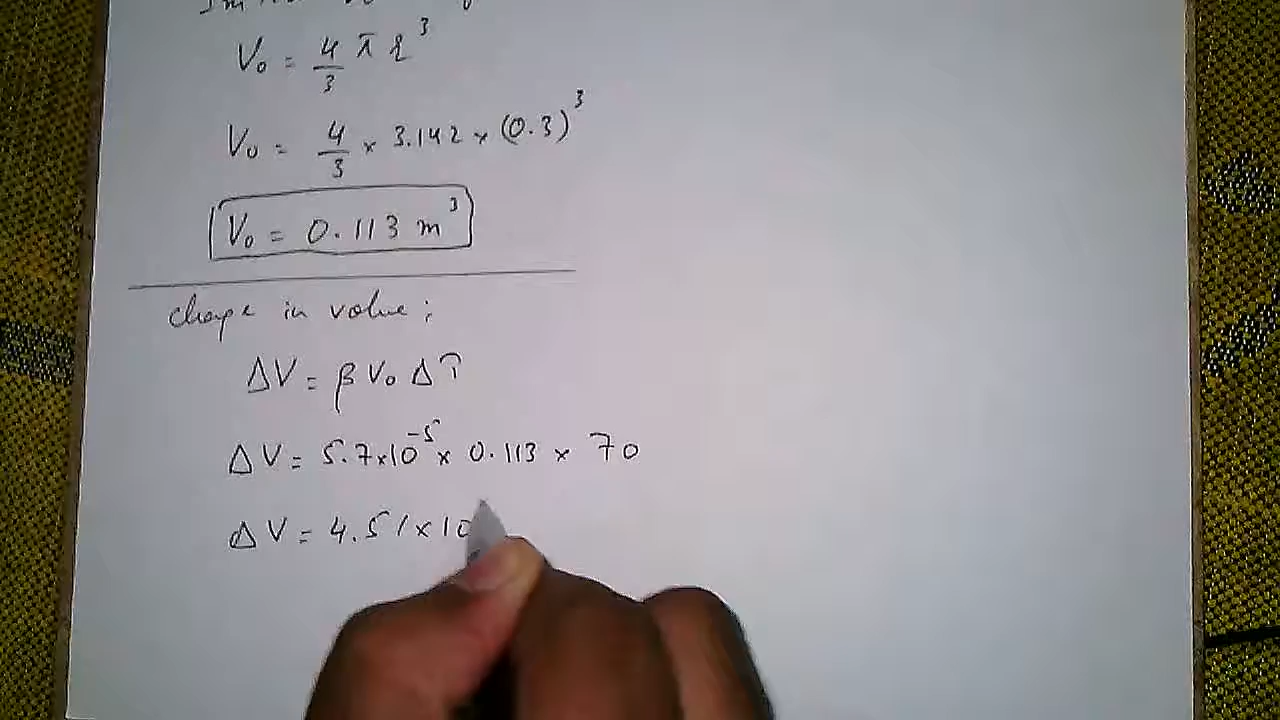 V₀ = 4/3 π r³
V₀ = 4/3 × 3.142 × (0.3)³
V₀ = 0.113 m³
change in value;
ΔV = β V₀ ΔT
ΔV = 5.7×10⁻⁵ × 0.113 × 70
ΔV = 4.51×10